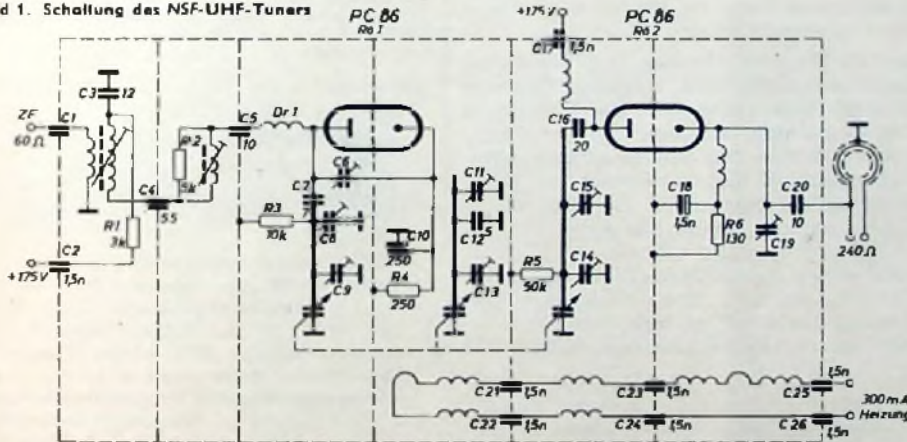 d 1. Schaltung des NSF-UHF-Tuners
PC 86
Rö 1
+175V
PC 86
Rö 2
C17
1,5n
C3
12
ZF
60 Ω
C1
R2
5k
C5
10
Dr 1
C16
20
C6
C7
C4
55
R1
3k
R3
10k
C8
C10
250
C11
C12
5
C15
C18
1,5n
R6
130
C20
10
C19
240 Ω
C2
1,5n
+175V
C9
R4
250
C13
R5
50k
C14
C21
1,5n
C23
1,5n
C25
1,5n
300 mA
Heizung
C22
1,5n
C24
1,5n
C26
1,5n